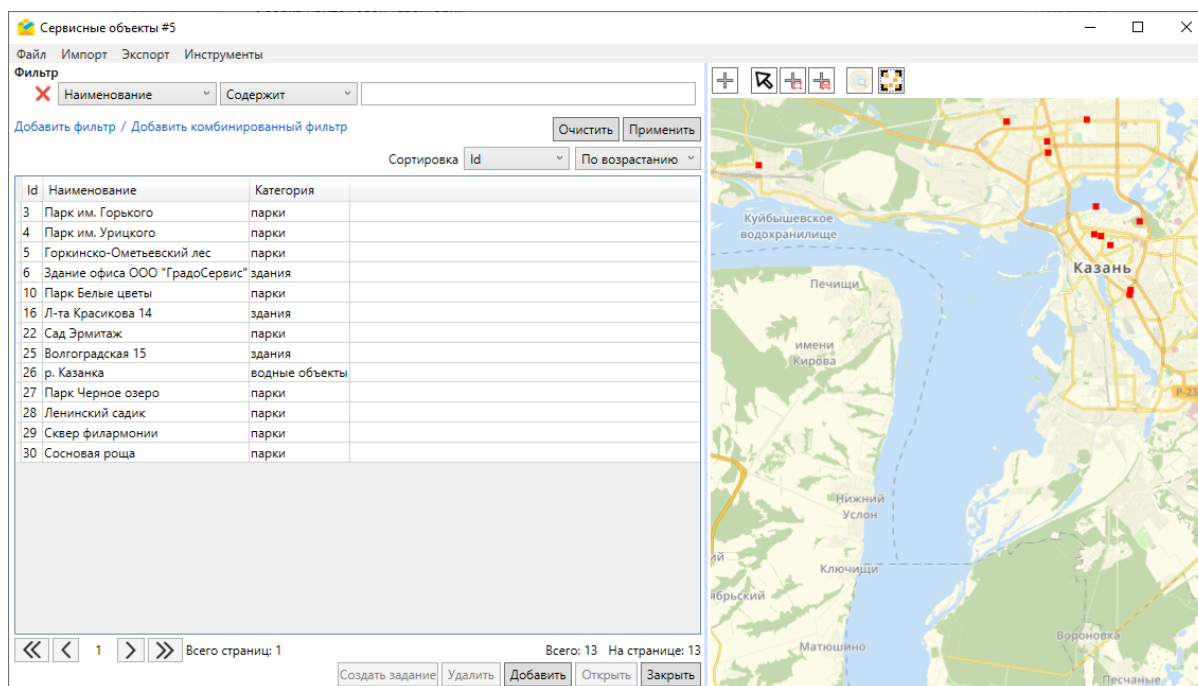 Сервисные объекты #5
Файл Импорт Экспорт Инструменты
Фильтр
Наименование Содержит
Добавить фильтр / Добавить комбинированный фильтр
Очистить Применить
Сортировка Id По возрастанию
Id Наименование Категория
3 Парк им. Горького парки
4 Парк им. Урицкого парки
5 Горкинско-Ометьевский лес парки
6 Здание офиса ООО "ГрадоСервис" здания
10 Парк Белые цветы парки
16 Л-та Красикова 14 здания
22 Сад Эрмитаж парки
25 Волгоградская 15 здания
26 р. Казанка водные объекты
27 Парк Черное озеро парки
28 Ленинский садик парки
29 Сквер филармонии парки
30 Сосновая роща парки
1 Всего страниц: 1
Всего: 13 На странице: 13
Создать задание Удалить Добавить Открыть Закрыть
Куйбышевское
водохранилище
Казань
Печищи
имени
Кирова
Р-23
Нижний
Услон
ий
Ключищи
ябрьский
Вороновка
Матюшино
Песчаные